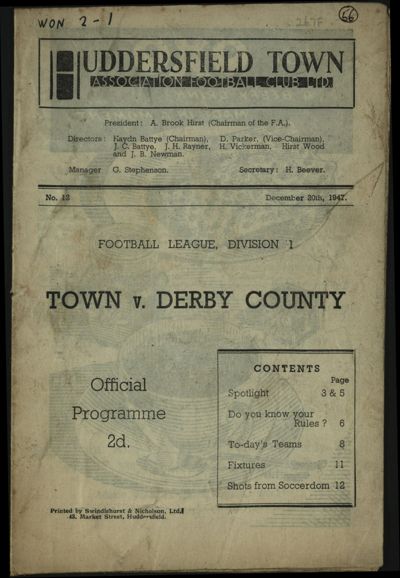 WON 2-1
56
267F
HUDDERSFIELD TOWN
ASSOCIATION FOOTBALL CLUB LTD.
President: A. Brook Hirst (Chairman of the F.A.).
Directors: Haydn Battye (Chairman), D. Parker, (Vice-Chairman),
J. C. Battye, J. H. Rayner, H. Vickerman, Hirst Wood
and J. B. Newman.
Manager G. Stephenson. Secretary: H. Beever.
No. 12 December 20th, 1947.
FOOTBALL LEAGUE, DIVISION 1
TOWN v. DERBY COUNTY
Official
Programme
2d.
CONTENTS
Page
Spotlight 3 & 5
Do you know your
Rules ? 6
To-day's Teams 8
Fixtures 11
Shots from Soccerdom 12
Printed by Swindlehurst & Nicholson, Ltd.
48, Market Street, Huddersfield.